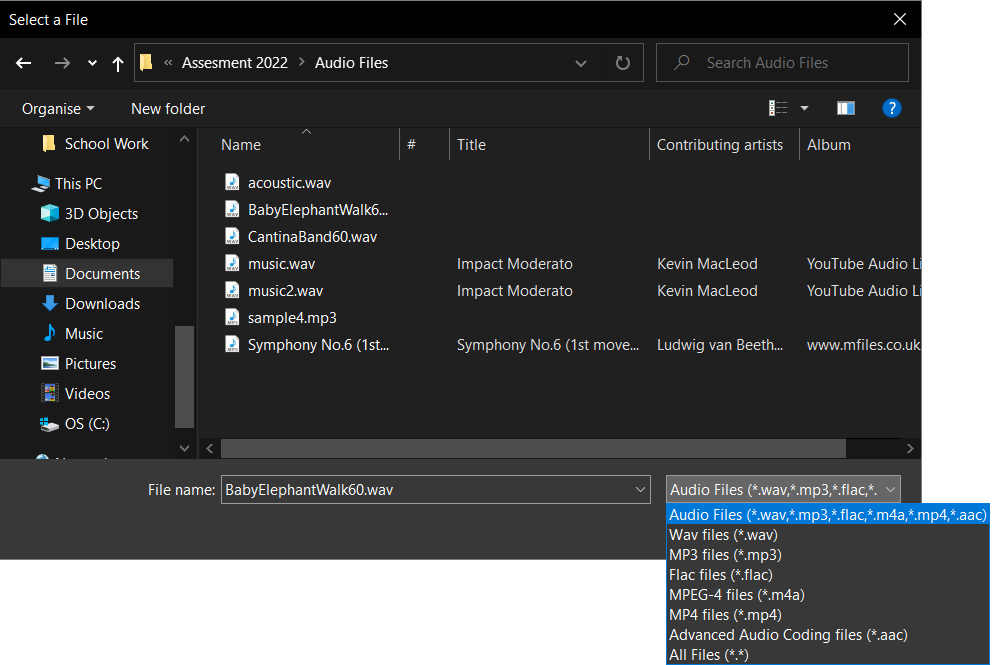 Select a File
« Assesment 2022 > Audio Files
Search Audio Files
Organise
New folder
?
School Work
This PC
3D Objects
Desktop
Documents
Downloads
Music
Pictures
Videos
OS (C:)
Name # Title Contributing artists Album
acoustic.wav
BabyElephantWalk6...
CantinaBand60.wav
music.wav Impact Moderato Kevin MacLeod YouTube Audio Li
music2.wav Impact Moderato Kevin MacLeod YouTube Audio Li
sample4.mp3
Symphony No.6 (1st... Symphony No.6 (1st move... Ludwig van Beeth... www.mfiles.co.uk
File name: BabyElephantWalk60.wav
Audio Files (*.wav,*.mp3,*.flac,*.
Audio Files (*.wav,*.mp3,*.flac,*.m4a,*.mp4,*.aac)
Wav files (*.wav)
MP3 files (*.mp3)
Flac files (*.flac)
MPEG-4 files (*.m4a)
MP4 files (*.mp4)
Advanced Audio Coding files (*.aac)
All Files (*.*)